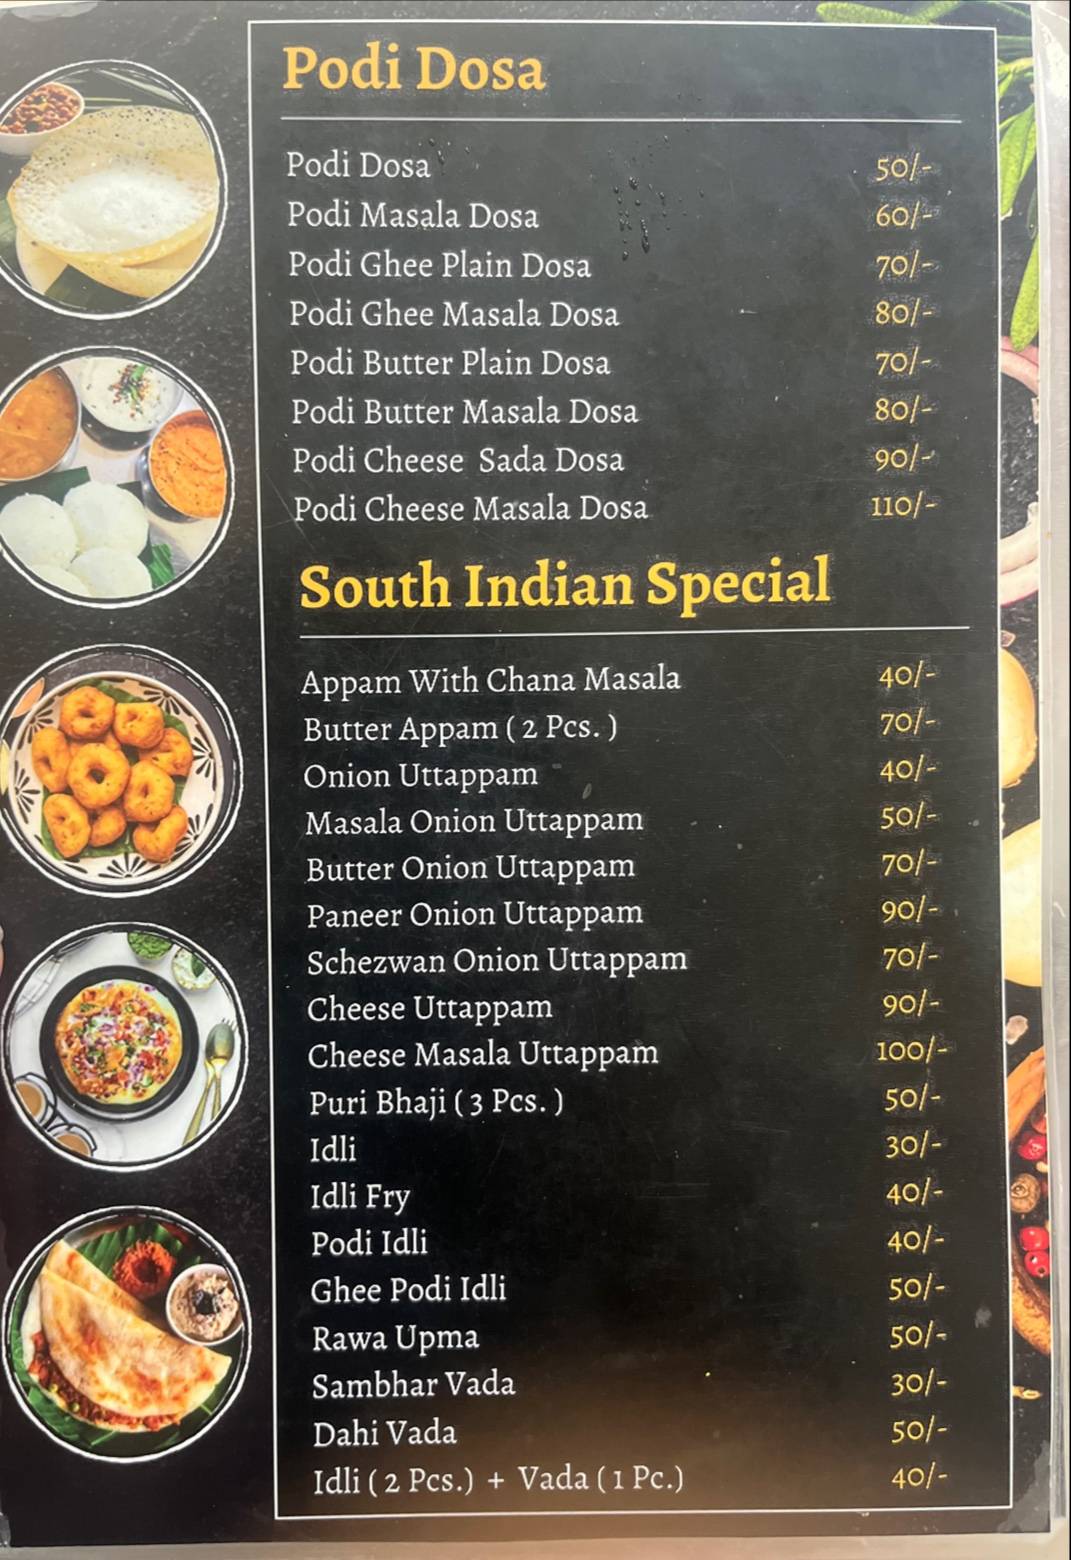 Podi Dosa
Podi Dosa 50/-
Podi Masala Dosa 60/-
Podi Ghee Plain Dosa 70/-
Podi Ghee Masala Dosa 80/-
Podi Butter Plain Dosa 70/-
Podi Butter Masala Dosa 80/-
Podi Cheese Sada Dosa 90/-
Podi Cheese Masala Dosa 110/-
South Indian Special
Appam With Chana Masala 40/-
Butter Appam ( 2 Pcs. ) 70/-
Onion Uttappam 40/-
Masala Onion Uttappam 50/-
Butter Onion Uttappam 70/-
Paneer Onion Uttappam 90/-
Schezwan Onion Uttappam 70/-
Cheese Uttappam 90/-
Cheese Masala Uttappam 100/-
Puri Bhaji ( 3 Pcs. ) 50/-
Idli 30/-
Idli Fry 40/-
Podi Idli 40/-
Ghee Podi Idli 50/-
Rawa Upma 50/-
Sambhar Vada 30/-
Dahi Vada 50/-
Idli ( 2 Pcs.) + Vada ( 1 Pc.) 40/-